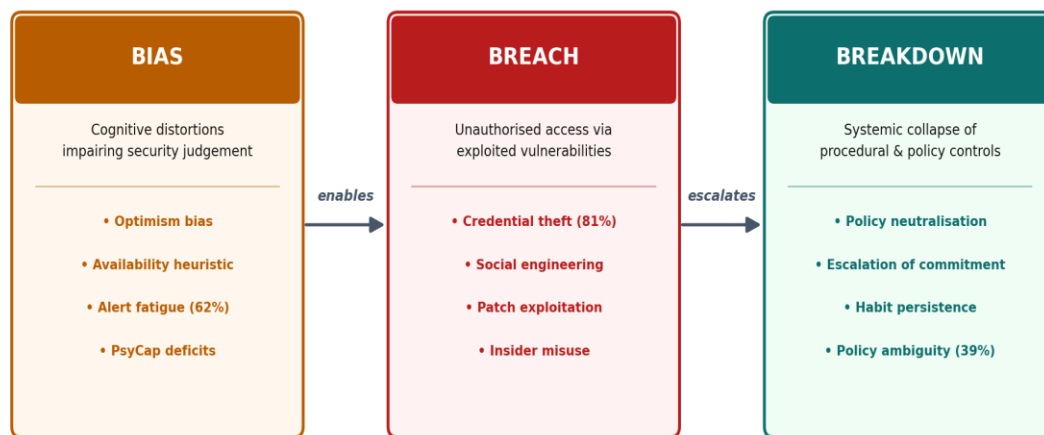 BIAS
Cognitive distortions
impairing security judgement
• Optimism bias
• Availability heuristic
• Alert fatigue (62%)
• PsyCap deficits
enables
BREACH
Unauthorised access via
exploited vulnerabilities
• Credential theft (81%)
• Social engineering
• Patch exploitation
• Insider misuse
escalates
BREAKDOWN
Systemic collapse of
procedural & policy controls
• Policy neutralisation
• Escalation of commitment
• Habit persistence
• Policy ambiguity (39%)